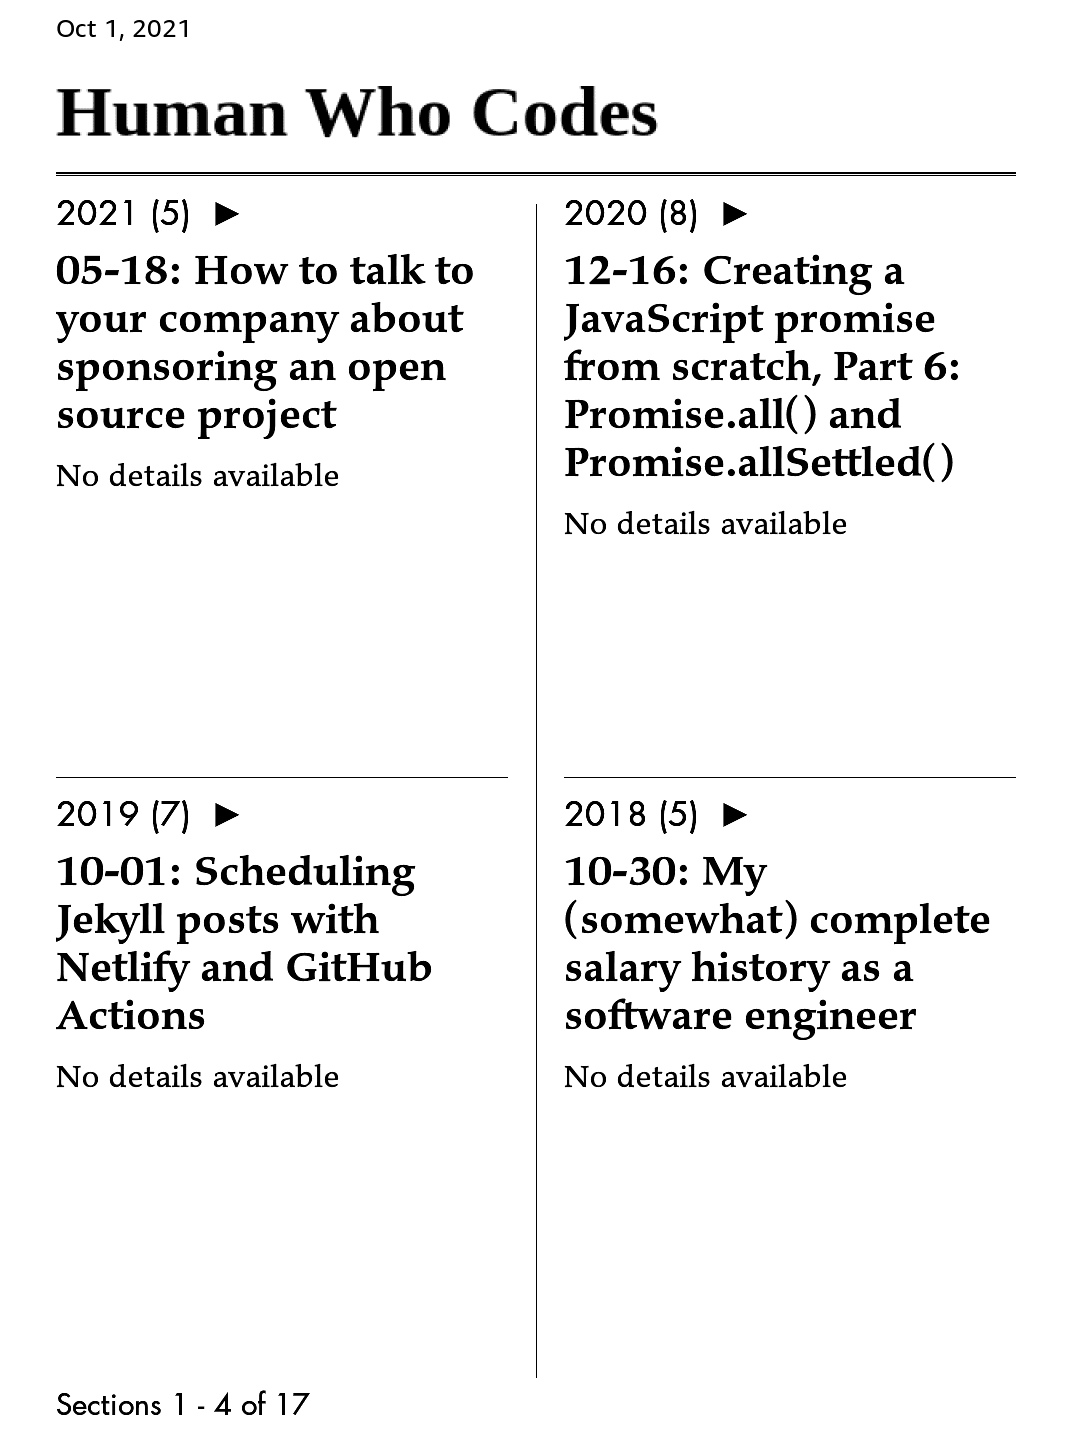 Oct 1, 2021
Human Who Codes
2021 (5) ►
05-18: How to talk to
your company about
sponsoring an open
source project
No details available
2020 (8) ►
12-16: Creating a
JavaScript promise
from scratch, Part 6:
Promise.all() and
Promise.allSettled()
No details available
2019 (7) ►
10-01: Scheduling
Jekyll posts with
Netlify and GitHub
Actions
No details available
2018 (5) ►
10-30: My
(somewhat) complete
salary history as a
software engineer
No details available
Sections 1 - 4 of 17